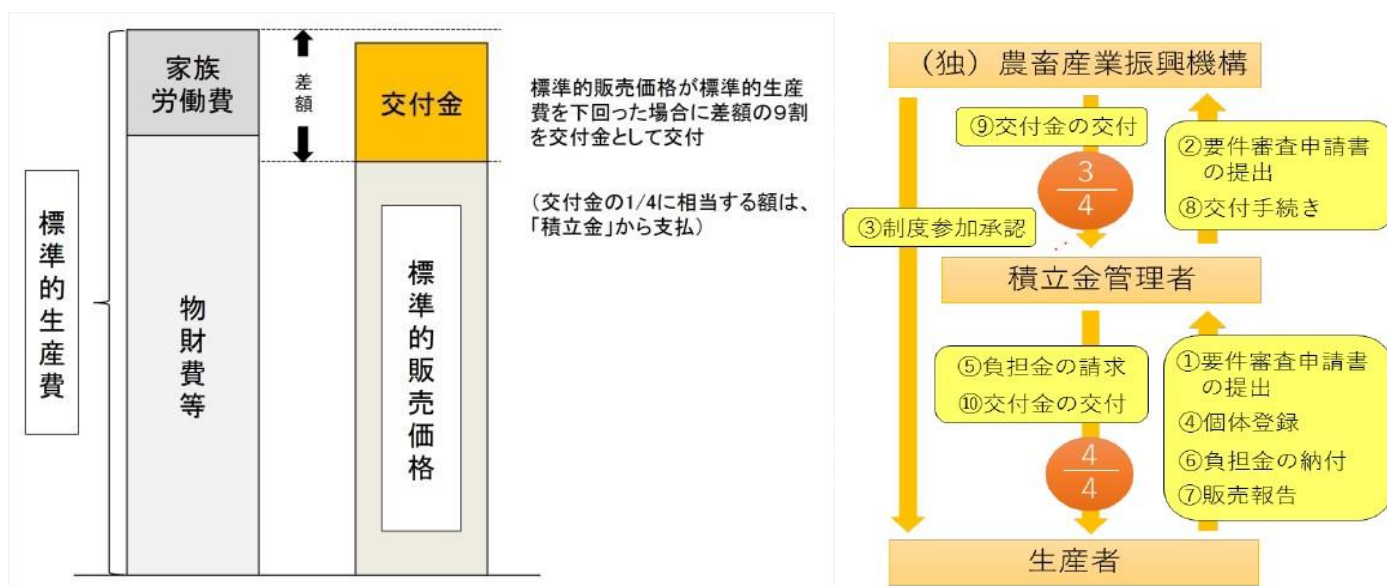 標準的生産費
家族
労働費
物財費等
差額
交付金
標準的販売価格
標準的販売価格が標準的生産
費を下回った場合に差額の9割
を交付金として交付
(交付金の1/4に相当する額は、
「積立金」から支払)
(独)農畜産業振興機構
⑨交付金の交付
3
4
②要件審査申請書
の提出
⑧交付手続き
③制度参加承認
積立金管理者
⑤負担金の請求
⑩交付金の交付
4
4
①要件審査申請書
の提出
④個体登録
⑥負担金の納付
⑦販売報告
生産者